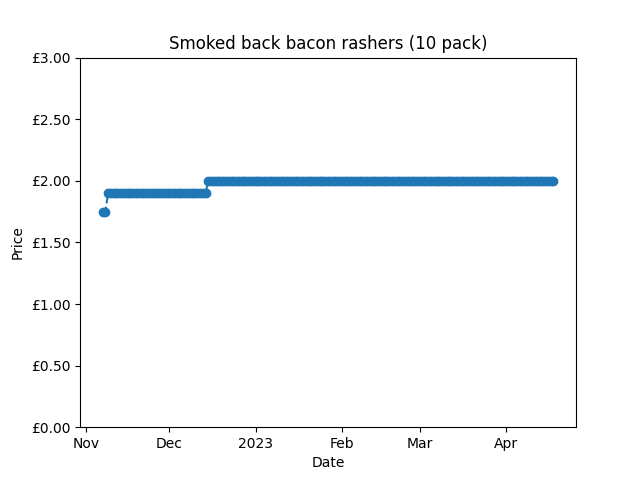 Smoked back bacon rashers (10 pack)
£3.00
£2.50
£2.00
£1.50
£1.00
£0.50
£0.00
Price
Nov Dec 2023 Feb Mar Apr
Date